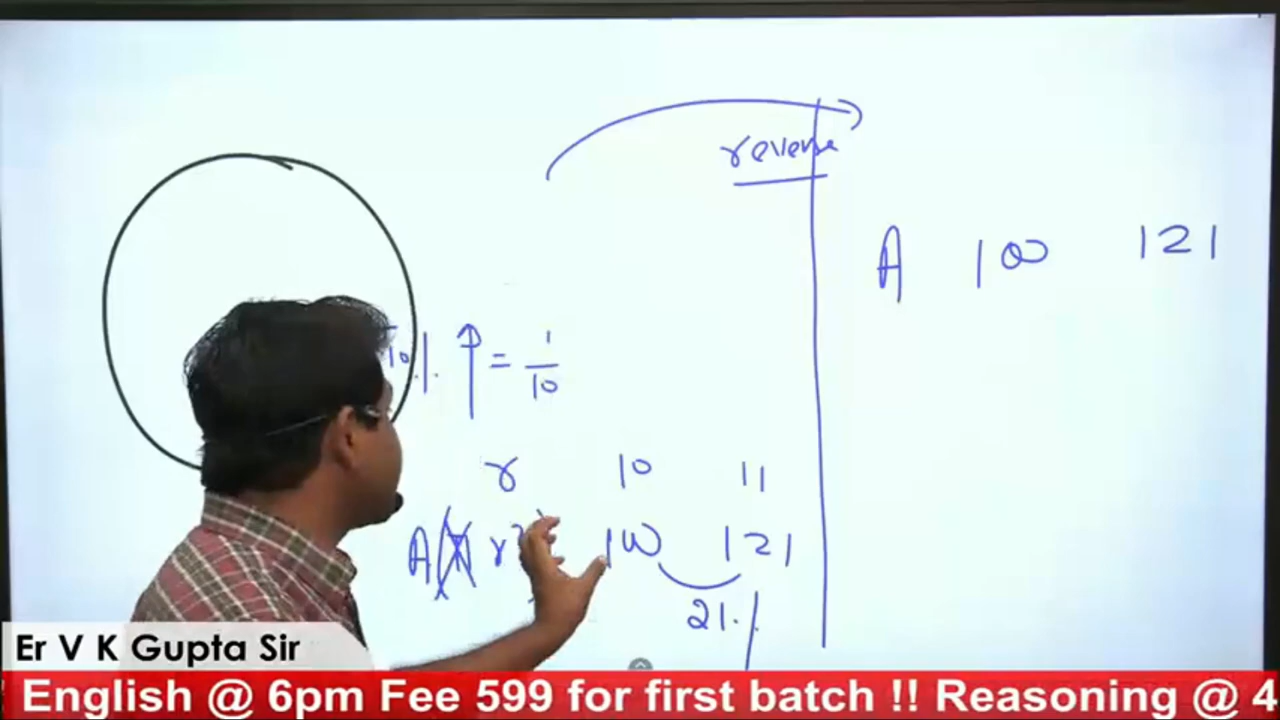 reverse
A 100 121
10% ↑ = 1/10
r 10 11
A r² 100 121
21%
Er V K Gupta Sir
English @ 6pm Fee 599 for first batch !! Reasoning @ 4